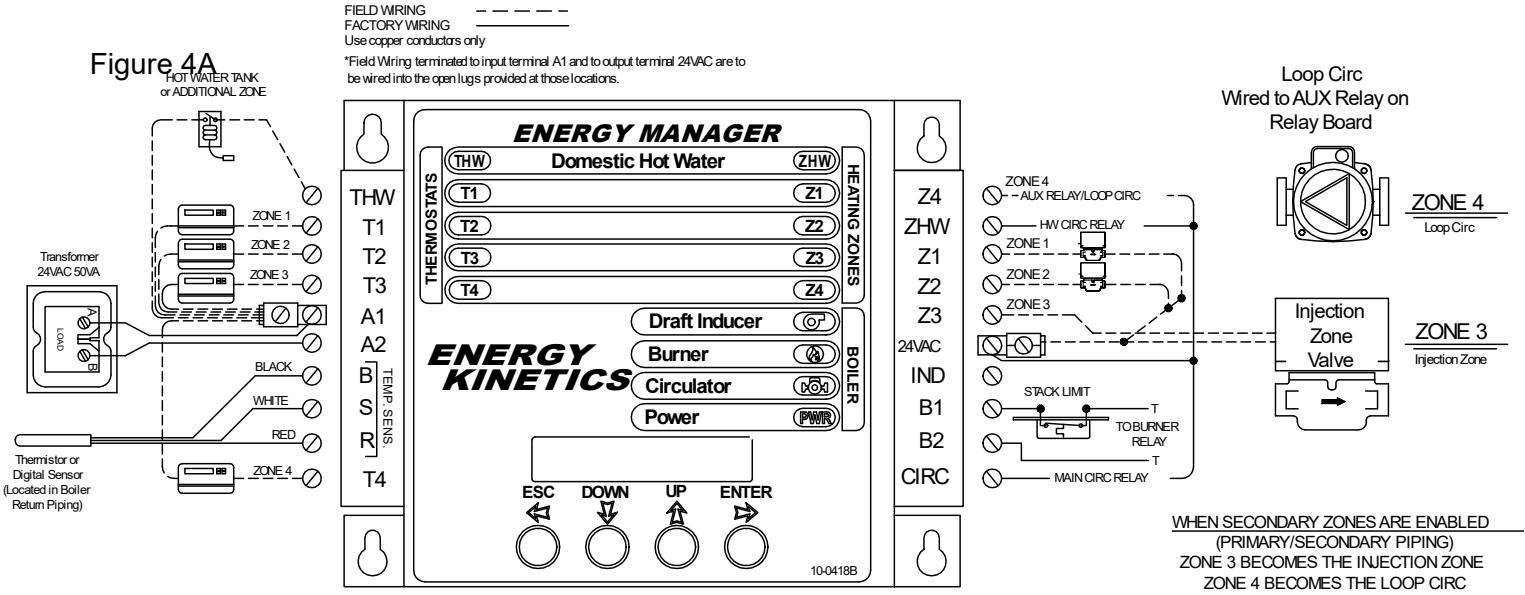 FIELD WIRING
FACTORY WIRING
Use copper conductors only
*Field Wiring terminated to input terminal A1 and to output terminal 24VAC are to
be wired into the open lugs provided at those locations.
Figure 4A
HOT WATER TANK
or ADDITIONAL ZONE
ZONE 1
ZONE 2
ZONE 3
Transformer
24VAC 50VA
A
LOAD
B
BLACK
WHITE
RED
Thermistor or
Digital Sensor
(Located in Boiler
Return Piping)
ZONE 4
THW
T1
T2
T3
A1
A2
B
S
R
TEMP. SENS.
T4
ENERGY MANAGER
THERMOSTATS
THW
Domestic Hot Water
ZHW
T1
Z1
T2
Z2
T3
Z3
T4
Z4
HEATING ZONES
Draft Inducer
Burner
Circulator
Power
PWR
BOILER
ENERGY
KINETICS
ESC
DOWN
UP
ENTER
10-0418B
Z4
ZHW
Z1
Z2
Z3
24VAC
IND
B1
B2
CIRC
ZONE 4
AUX RELAY/LOOP CIRC
HW CIRC RELAY
ZONE 1
ZONE 2
ZONE 3
STACK LIMIT
T
TO BURNER
RELAY
T
MAIN CIRC RELAY
Loop Circ
Wired to AUX Relay on
Relay Board
ZONE 4
Loop Circ
Injection
Zone
Valve
ZONE 3
Injection Zone
WHEN SECONDARY ZONES ARE ENABLED
(PRIMARY/SECONDARY PIPING)
ZONE 3 BECOMES THE INJECTION ZONE
ZONE 4 BECOMES THE LOOP CIRC